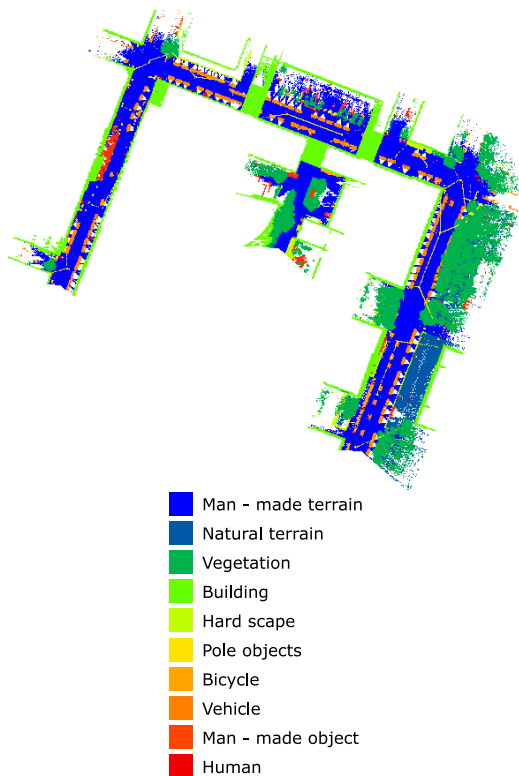 Man - made terrain
Natural terrain
Vegetation
Building
Hard scape
Pole objects
Bicycle
Vehicle
Man - made object
Human